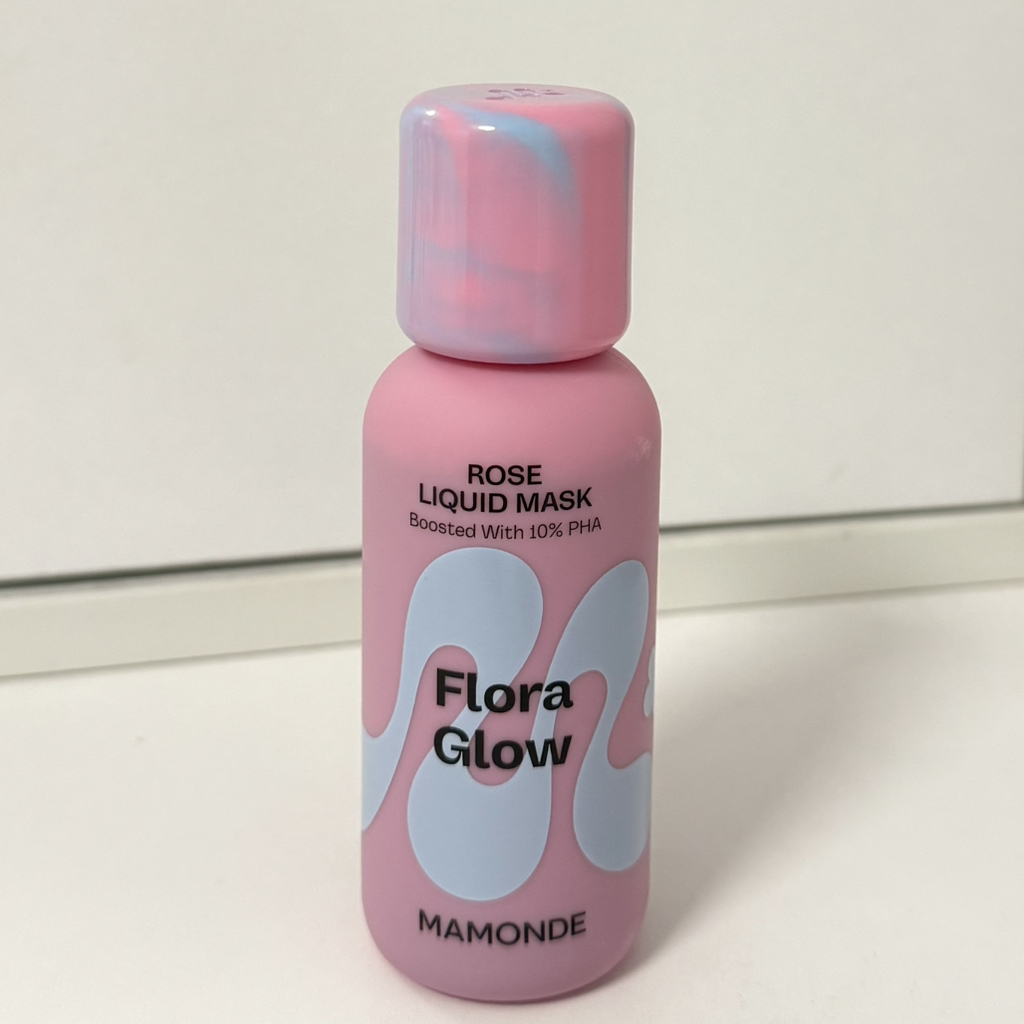 ROSE
LIQUID MASK
Boosted With 10% PHA
Flora
Glow
MAMONDE